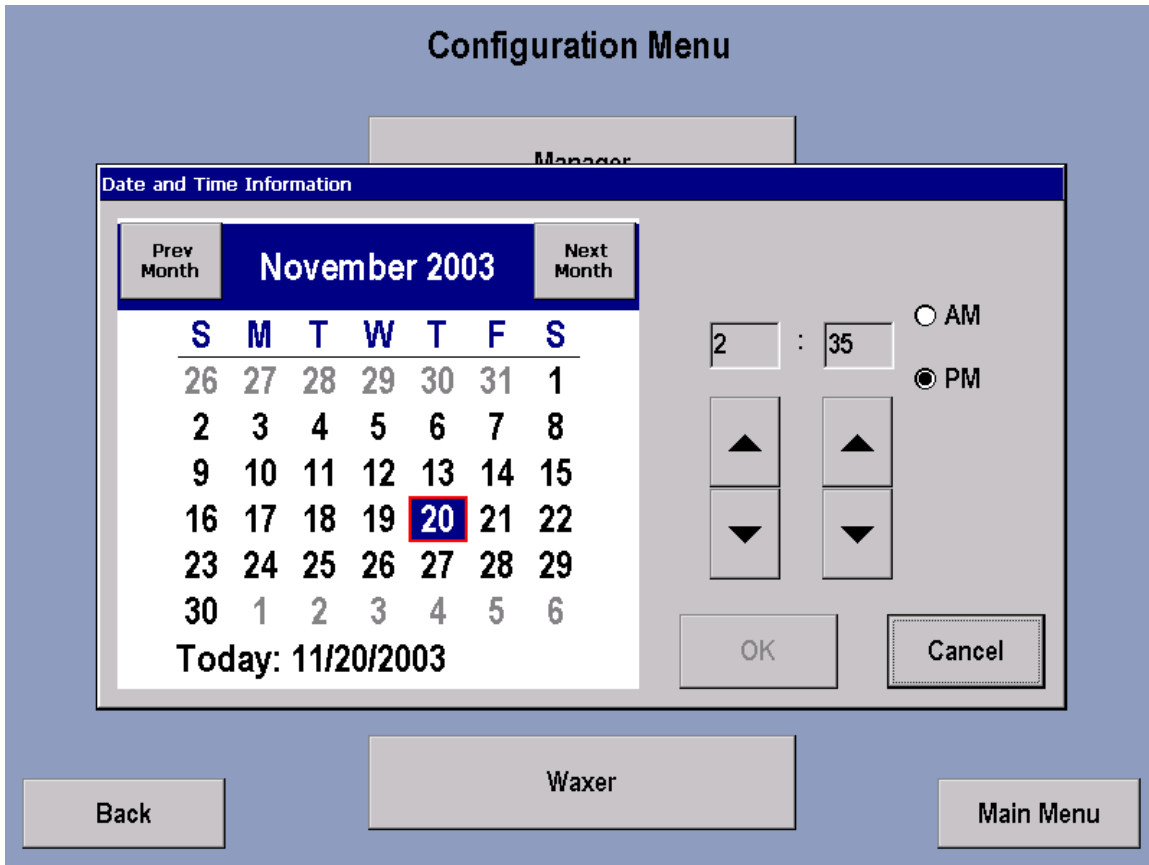 Configuration Menu
Manager
Date and Time Information
Prev Month
November 2003
Next Month
S M T W T F S
26 27 28 29 30 31 1
2 3 4 5 6 7 8
9 10 11 12 13 14 15
16 17 18 19 20 21 22
23 24 25 26 27 28 29
30 1 2 3 4 5 6
Today: 11/20/2003
2 : 35
AM
PM
OK
Cancel
Waxer
Back
Main Menu